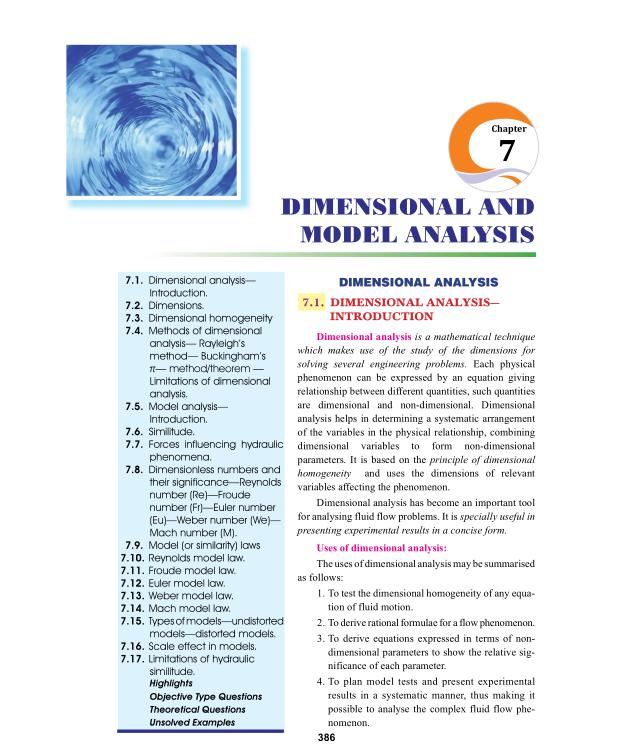 Chapter
7
DIMENSIONAL AND
MODEL ANALYSIS
7.1. Dimensional analysis—
Introduction.
7.2. Dimensions.
7.3. Dimensional homogeneity
7.4. Methods of dimensional
analysis— Rayleigh's
method— Buckingham's
π— method/theorem —
Limitations of dimensional
analysis.
7.5. Model analysis—
Introduction.
7.6. Similitude.
7.7. Forces influencing hydraulic
phenomena.
7.8. Dimensionless numbers and
their significance—Reynolds
number (Re)—Froude
number (Fr)—Euler number
(Eu)—Weber number (We)—
Mach number (M).
7.9. Model (or similarity) laws
7.10. Reynolds model law.
7.11. Froude model law.
7.12. Euler model law.
7.13. Weber model law.
7.14. Mach model law.
7.15. Types of models—undistorted
models—distorted models.
7.16. Scale effect in models.
7.17. Limitations of hydraulic
similitude.
Highlights
Objective Type Questions
Theoretical Questions
Unsolved Examples
DIMENSIONAL ANALYSIS
7.1. DIMENSIONAL ANALYSIS—
INTRODUCTION
Dimensional analysis is a mathematical technique
which makes use of the study of the dimensions for
solving several engineering problems. Each physical
phenomenon can be expressed by an equation giving
relationship between different quantities, such quantities
are dimensional and non-dimensional. Dimensional
analysis helps in determining a systematic arrangement
of the variables in the physical relationship, combining
dimensional variables to form non-dimensional
parameters. It is based on the principle of dimensional
homogeneity and uses the dimensions of relevant
variables affecting the phenomenon.
Dimensional analysis has become an important tool
for analysing fluid flow problems. It is specially useful in
presenting experimental results in a concise form.
Uses of dimensional analysis:
The uses of dimensional analysis may be summarised
as follows:
1. To test the dimensional homogeneity of any equa-
tion of fluid motion.
2. To derive rational formulae for a flow phenomenon.
3. To derive equations expressed in terms of non-
dimensional parameters to show the relative sig-
nificance of each parameter.
4. To plan model tests and present experimental
results in a systematic manner, thus making it
possible to analyse the complex fluid flow phe-
nomenon.
386